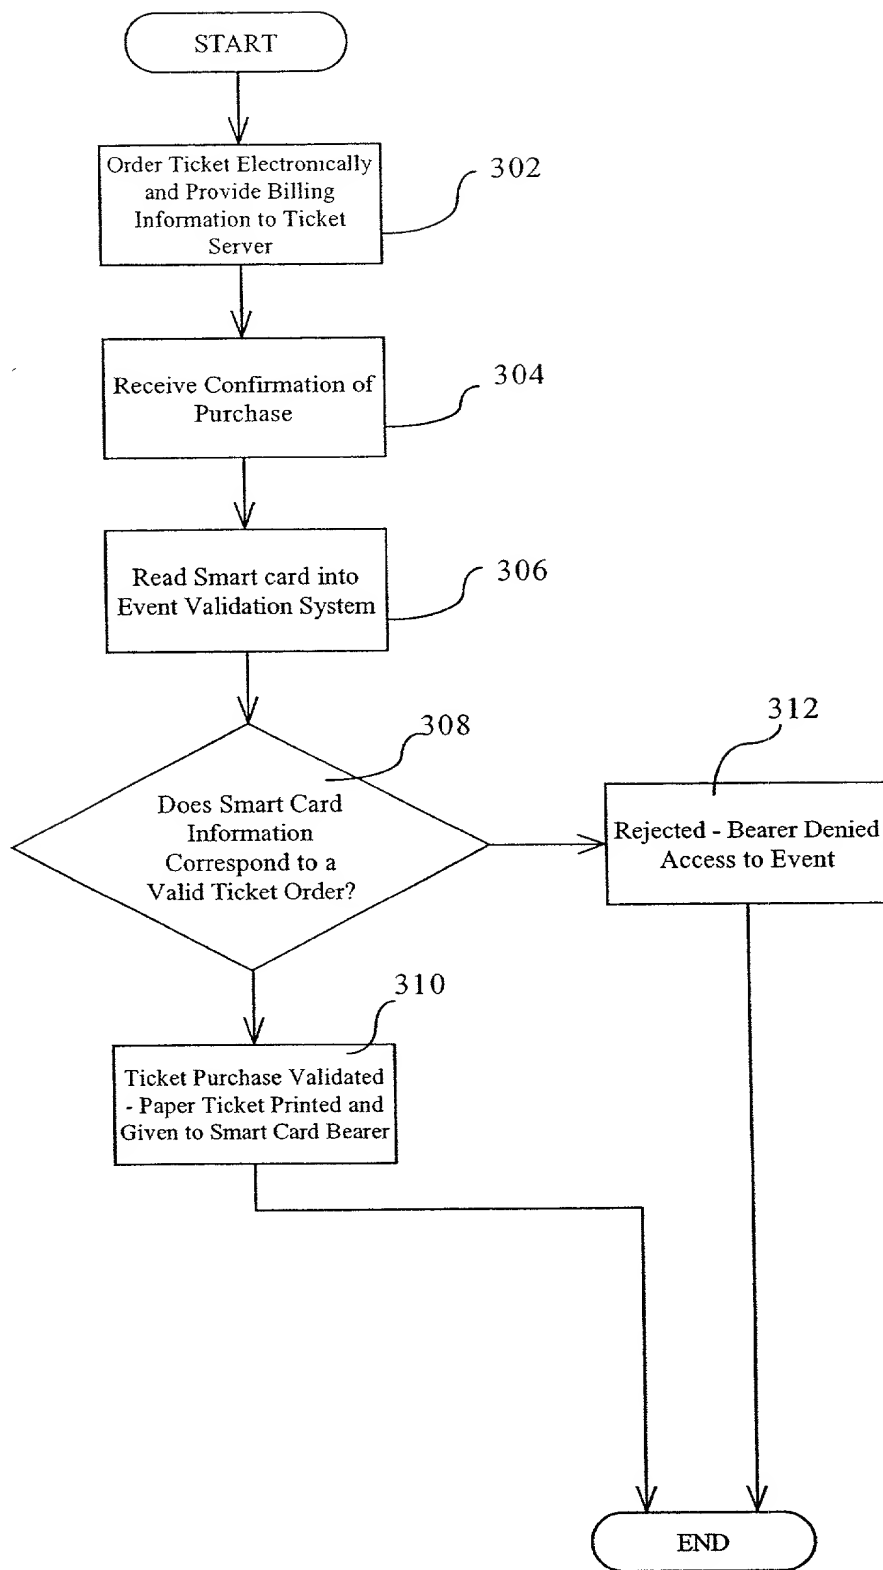 START
Order Ticket Electronically
and Provide Billing
Information to Ticket
Server
302
Receive Confirmation of
Purchase
304
Read Smart card into
Event Validation System
306
308
Does Smart Card
Information
Correspond to a
Valid Ticket Order?
312
Rejected - Bearer Denied
Access to Event
310
Ticket Purchase Validated
- Paper Ticket Printed and
Given to Smart Card Bearer
END